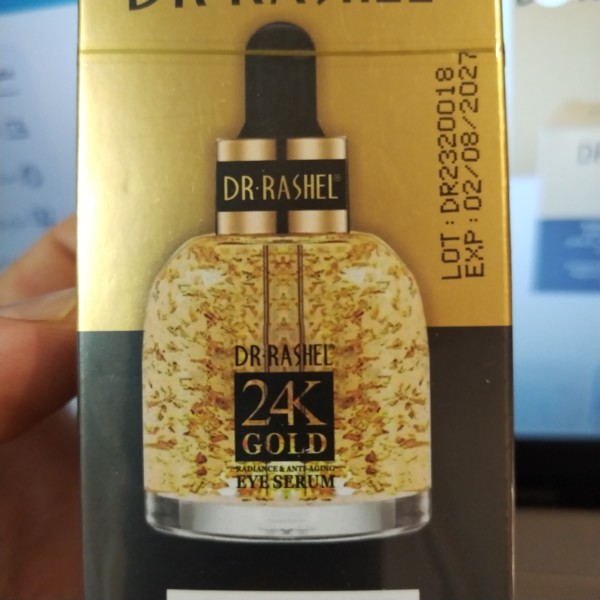 DR·RASHEL
DR·RASHEL®
LOT : DR2320018
EXP : 02/08/2027
DR·RASHEL®
24K
GOLD
RADIANCE & ANTI-AGING
EYE SERUM